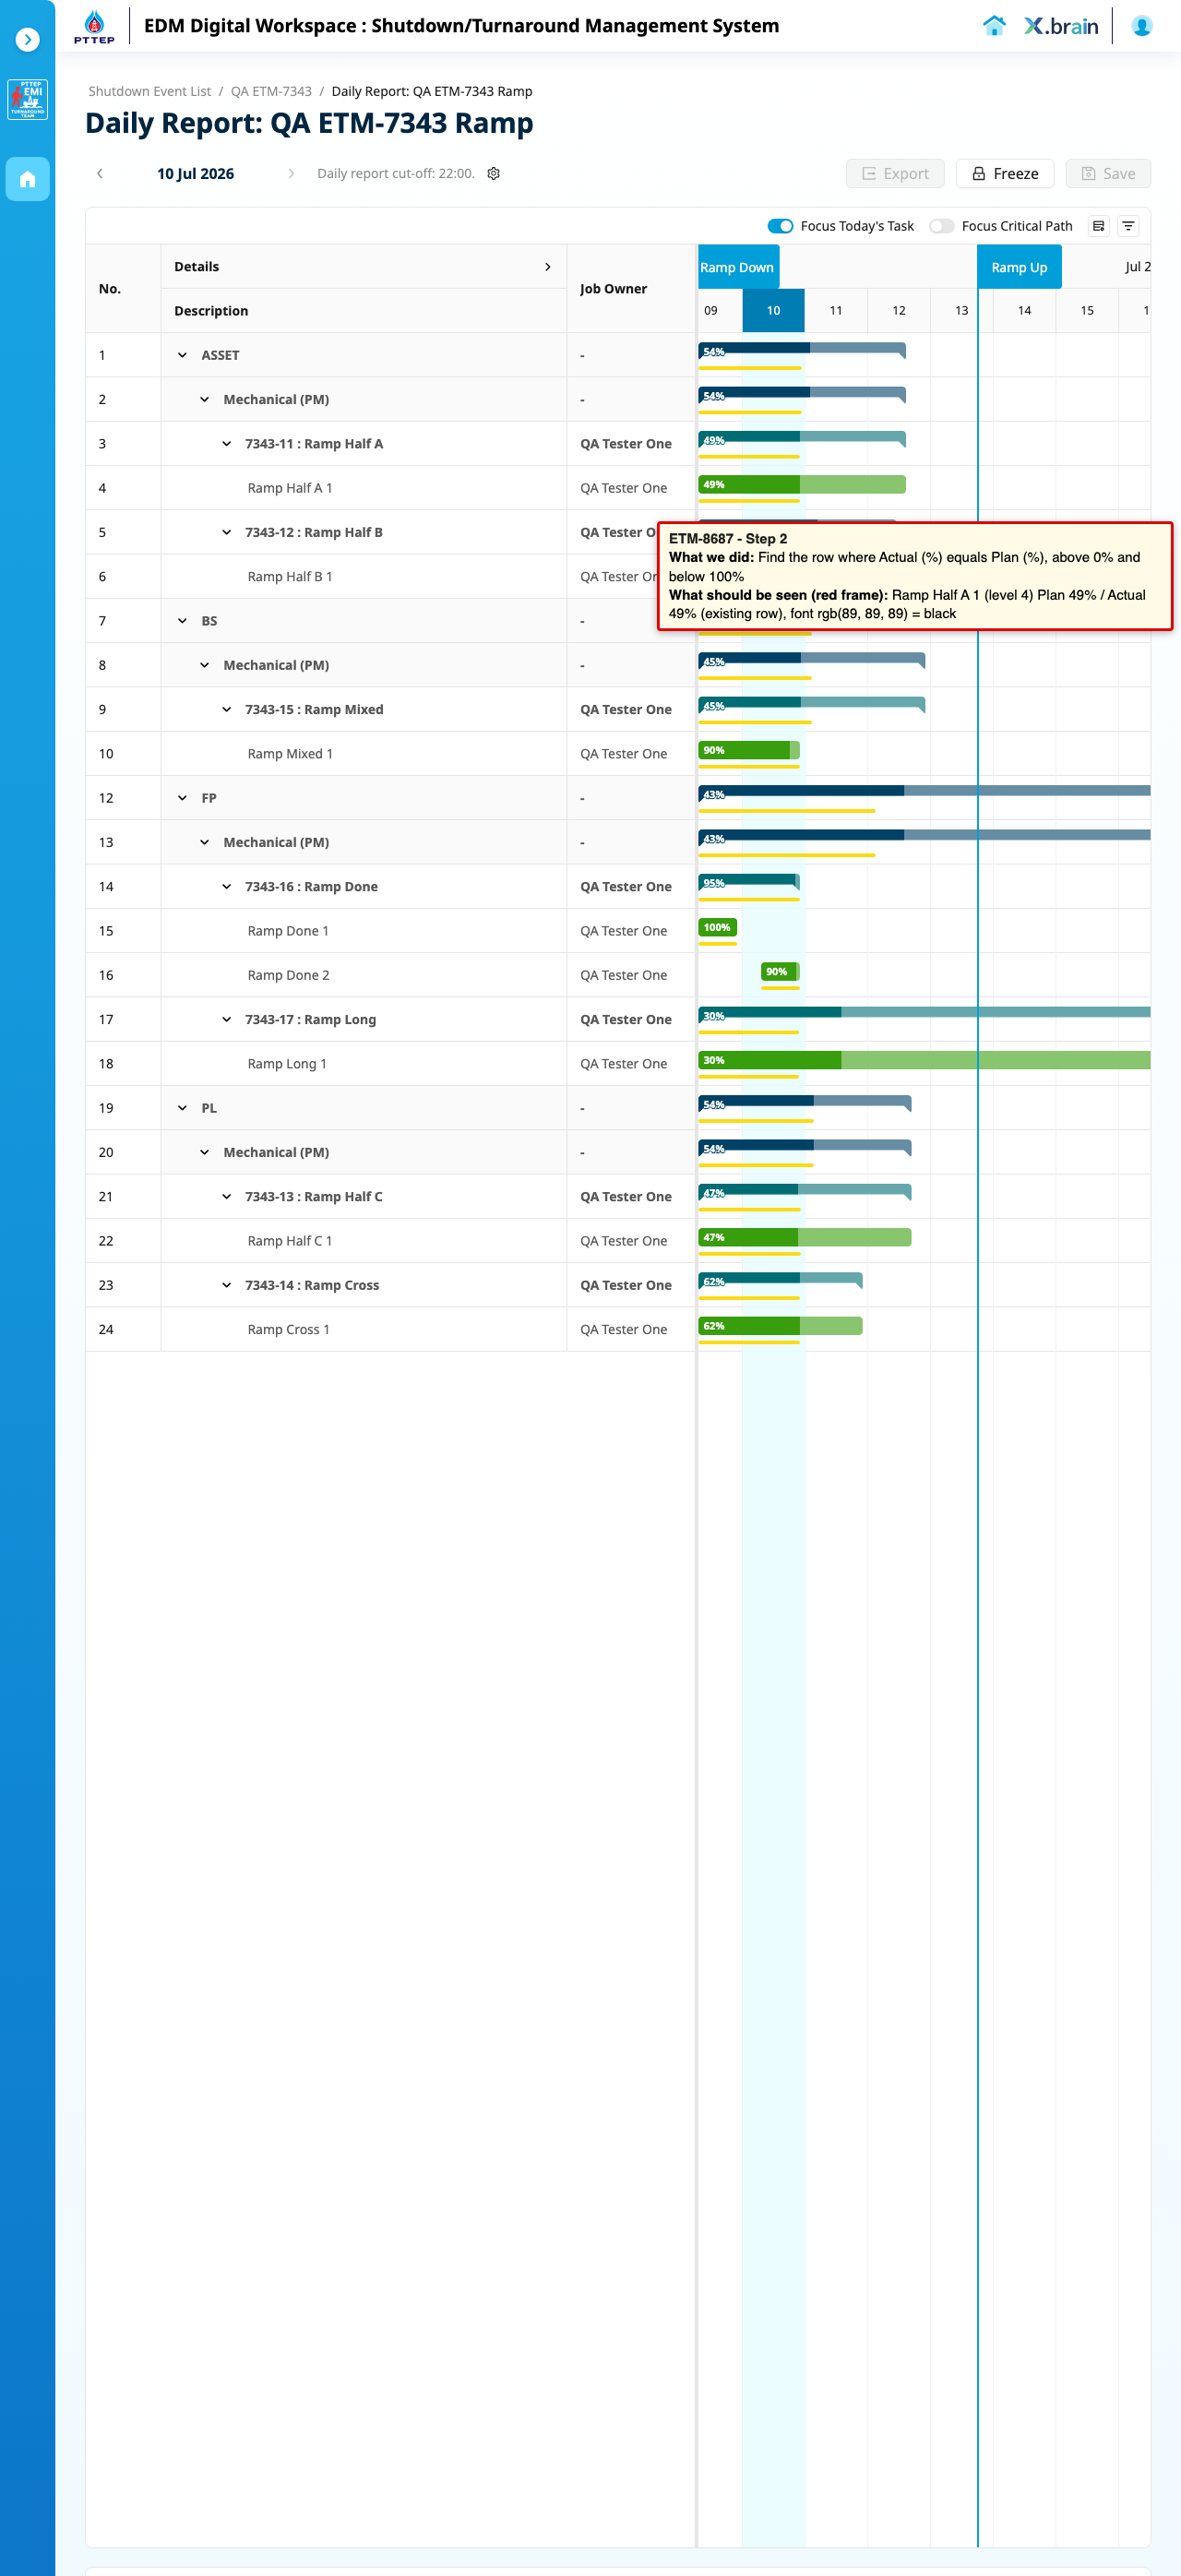 PTTEP
EDM Digital Workspace : Shutdown/Turnaround Management System
X.brain
PTTEP
EMI
TURNAROUND
TEAM
Shutdown Event List / QA ETM-7343 / Daily Report: QA ETM-7343 Ramp
Daily Report: QA ETM-7343 Ramp
10 Jul 2026
Daily report cut-off: 22:00.
Export
Freeze
Save
Focus Today's Task
Focus Critical Path
No.
Details
Description
Job Owner
Ramp Down
Ramp Up
Jul 2
09 10 11 12 13 14 15 1
1 ASSET - 54%
2 Mechanical (PM) - 54%
3 7343-11 : Ramp Half A QA Tester One 49%
4 Ramp Half A 1 QA Tester One 49%
5 7343-12 : Ramp Half B QA Tester O
6 Ramp Half B 1 QA Tester On
ETM-8687 - Step 2
What we did: Find the row where Actual (%) equals Plan (%), above 0% and
below 100%
What should be seen (red frame): Ramp Half A 1 (level 4) Plan 49% / Actual
49% (existing row), font rgb(89, 89, 89) = black
7 BS -
8 Mechanical (PM) - 45%
9 7343-15 : Ramp Mixed QA Tester One 45%
10 Ramp Mixed 1 QA Tester One 90%
12 FP - 43%
13 Mechanical (PM) - 43%
14 7343-16 : Ramp Done QA Tester One 95%
15 Ramp Done 1 QA Tester One 100%
16 Ramp Done 2 QA Tester One 90%
17 7343-17 : Ramp Long QA Tester One 30%
18 Ramp Long 1 QA Tester One 30%
19 PL - 54%
20 Mechanical (PM) - 54%
21 7343-13 : Ramp Half C QA Tester One 47%
22 Ramp Half C 1 QA Tester One 47%
23 7343-14 : Ramp Cross QA Tester One 62%
24 Ramp Cross 1 QA Tester One 62%